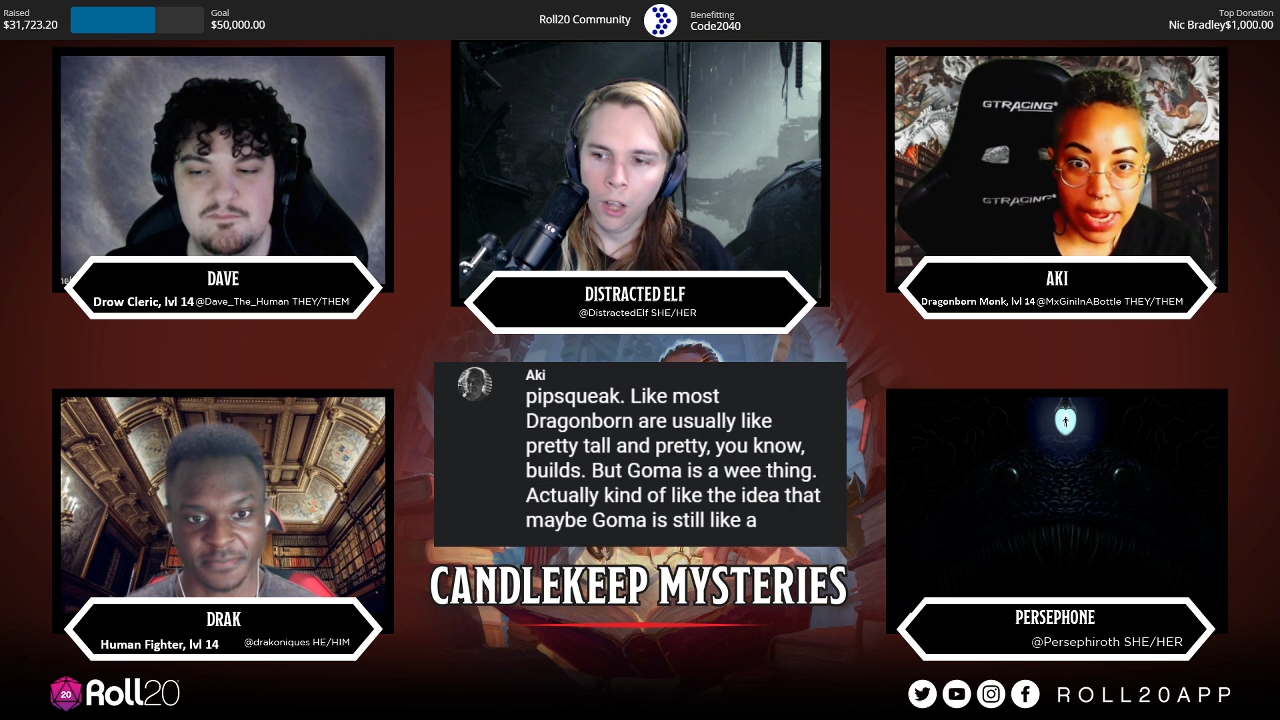 Raised
$31,723.20
Goal
$50,000.00
Roll20 Community
Benefitting
Code2040
Top Donation
Nic Bradley$1,000.00
GTRACING
GTRACING
DAVE
Drow Cleric, lvl 14 @Dave_The_Human THEY/THEM
DISTRACTED ELF
@DistractedElf SHE/HER
AKI
Dragonborn Monk, lvl 14 @MxGiniInABottle THEY/THEM
Aki
pipsqueak. Like most
Dragonborn are usually like
pretty tall and pretty, you know,
builds. But Goma is a wee thing.
Actually kind of like the idea that
maybe Goma is still like a
CANDLEKEEP MYSTERIES
DRAK
Human Fighter, lvl 14 @drakoniques HE/HIM
PERSEPHONE
@Persephiroth SHE/HER
20 Roll20
ROLL20APP